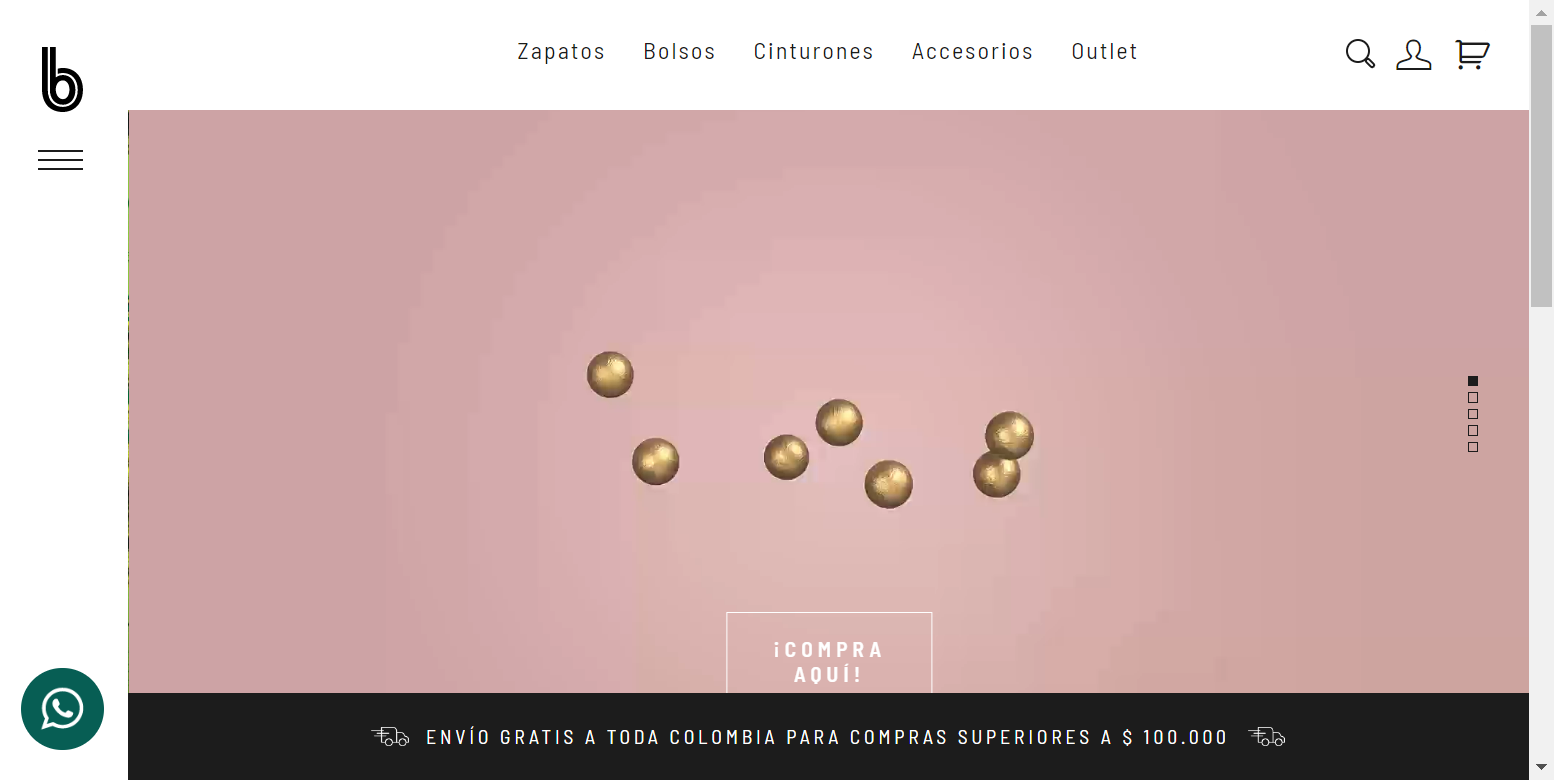 b
Zapatos Bolsos Cinturones Accesorios Outlet
¡COMPRA
AQUÍ!
ENVÍO GRATIS A TODA COLOMBIA PARA COMPRAS SUPERIORES A $ 100.000